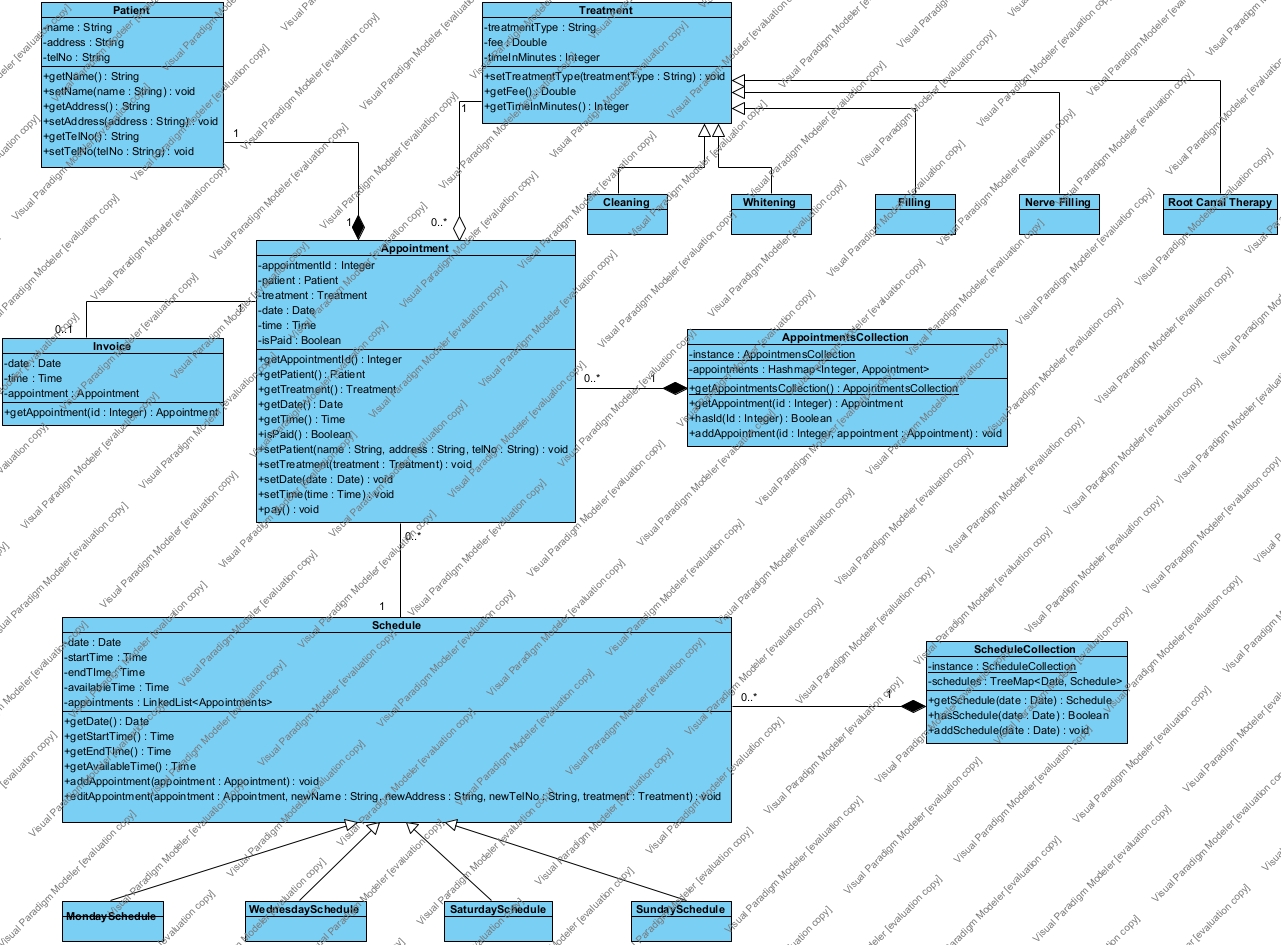 Patient
-name : String
-address : String
-telNo : String
+getName() : String
+setName(name : String) : void
+getAddress() : String
+setAddress(address : String) : void
+getTelNo() : String
+setTelNo(telNo : String) : void
Treatment
-treatmentType : String
-fee : Double
-timeInMinutes : Integer
+setTreatmentType(treatmentType : String) : void
+getFee() : Double
+getTimeInMinutes() : Integer
1
1
1
0..*
Cleaning
Whitening
Filling
Nerve Filling
Root Canal Therapy
Appointment
-appointmentId : Integer
-patient : Patient
-treatment : Treatment
-date : Date
-time : Time
-isPaid : Boolean
+getAppointmentId() : Integer
+getPatient() : Patient
+getTreatment() : Treatment
+getDate() : Date
+getTime() : Time
+isPaid() : Boolean
+setPatient(name : String, address : String, telNo : String) : void
+setTreatment(treatment : Treatment) : void
+setDate(date : Date) : void
+setTime(time : Time) : void
+pay() : void
1
0..1
Invoice
-date : Date
-time : Time
-appointment : Appointment
+getAppointment(id : Integer) : Appointment
0..*
1
AppointmentsCollection
-instance : AppointmensCollection
-appointments : Hashmap<Integer, Appointment>
+getAppointmentsCollection() : AppointmentsCollection
+getAppointment(id : Integer) : Appointment
+hasId(Id : Integer) : Boolean
+addAppointment(id : Integer, appointment : Appointment) : void
0..*
1
Schedule
-date : Date
-startTime : Time
-endTIme : Time
-availableTime : Time
-appointments : LinkedList<Appointments>
+getDate() : Date
+getStartTime() : Time
+getEndTIme() : Time
+getAvailableTime() : Time
+addAppointment(appointment : Appointment) : void
+editAppointment(appointment : Appointment, newName : String, newAddress : String, newTelNo : String, treatment : Treatment) : void
0..*
1
ScheduleCollection
-instance : ScheduleCollection
-schedules : TreeMap<Date, Schedule>
+getSchedule(date : Date) : Schedule
+hasSchedule(date : Date) : Boolean
+addSchedule(date : Date) : void
MondaySchedule
WednesdaySchedule
SaturdaySchedule
SundaySchedule
Visual Paradigm Modeler [evaluation copy]